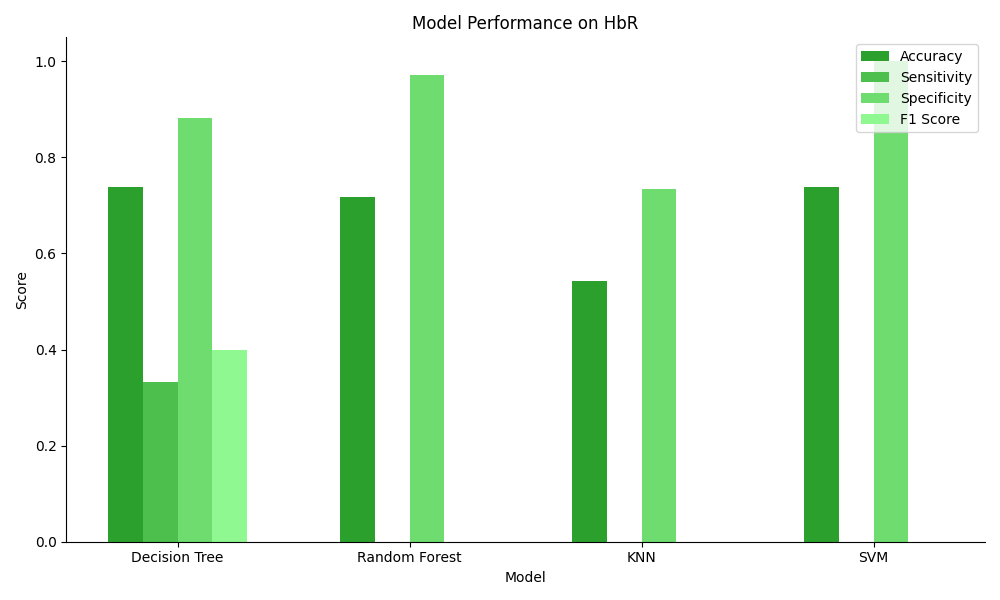 Model Performance on HbR
Accuracy
Sensitivity
Specificity
F1 Score
Score
1.0
0.8
0.6
0.4
0.2
0.0
Decision Tree
Random Forest
KNN
SVM
Model